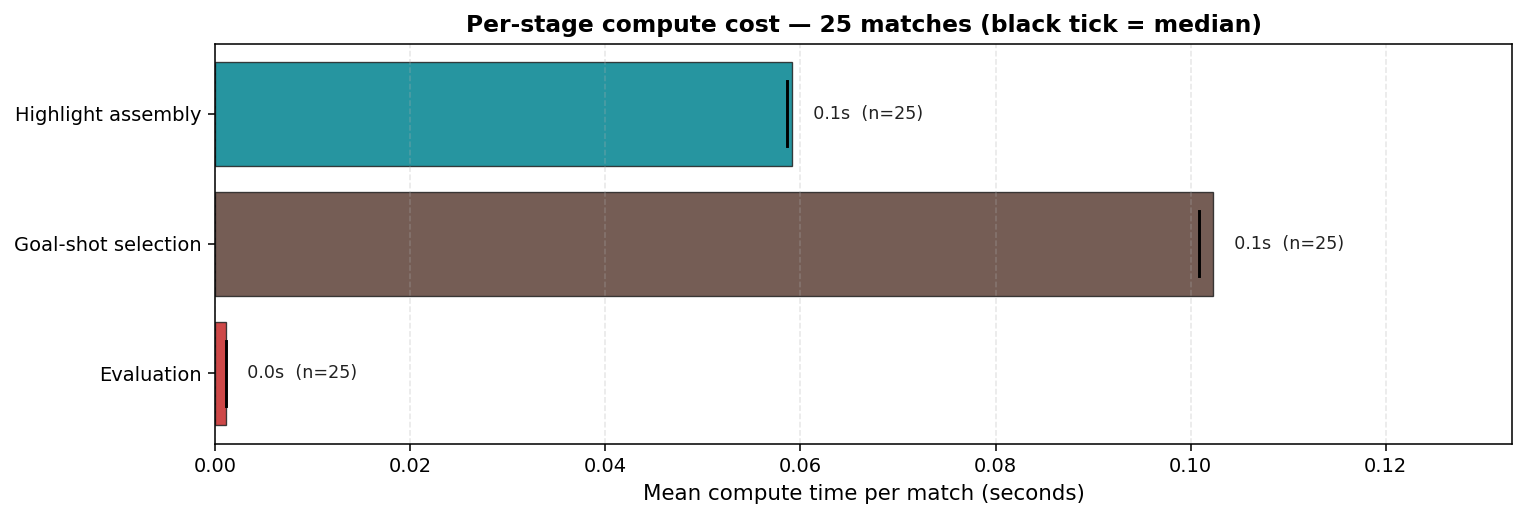 Per-stage compute cost — 25 matches (black tick = median)
Highlight assembly
0.1s  (n=25)
Goal-shot selection
0.1s  (n=25)
Evaluation
0.0s  (n=25)
0.00 0.02 0.04 0.06 0.08 0.10 0.12
Mean compute time per match (seconds)